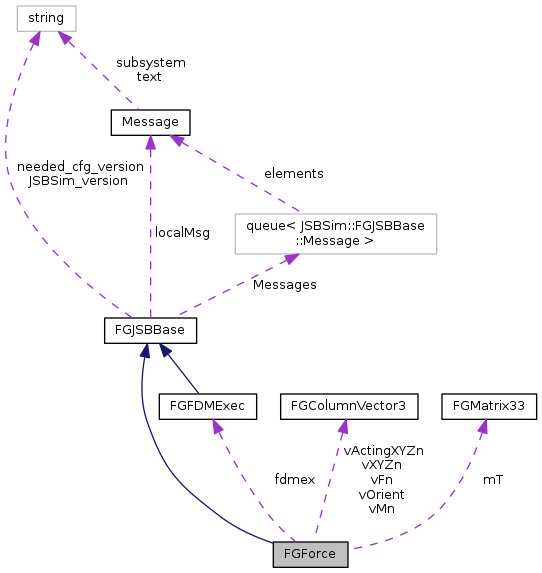 string
subsystem
text
Message
needed_cfg_version
JSBSim_version
elements
localMsg
queue< JSBSim::FGJSBBase
::Message >
Messages
FGJSBBase
FGFDMExec
FGColumnVector3
FGMatrix33
fdmex
vActingXYZn
vXYZn
vFn
vOrient
vMn
mT
FGForce